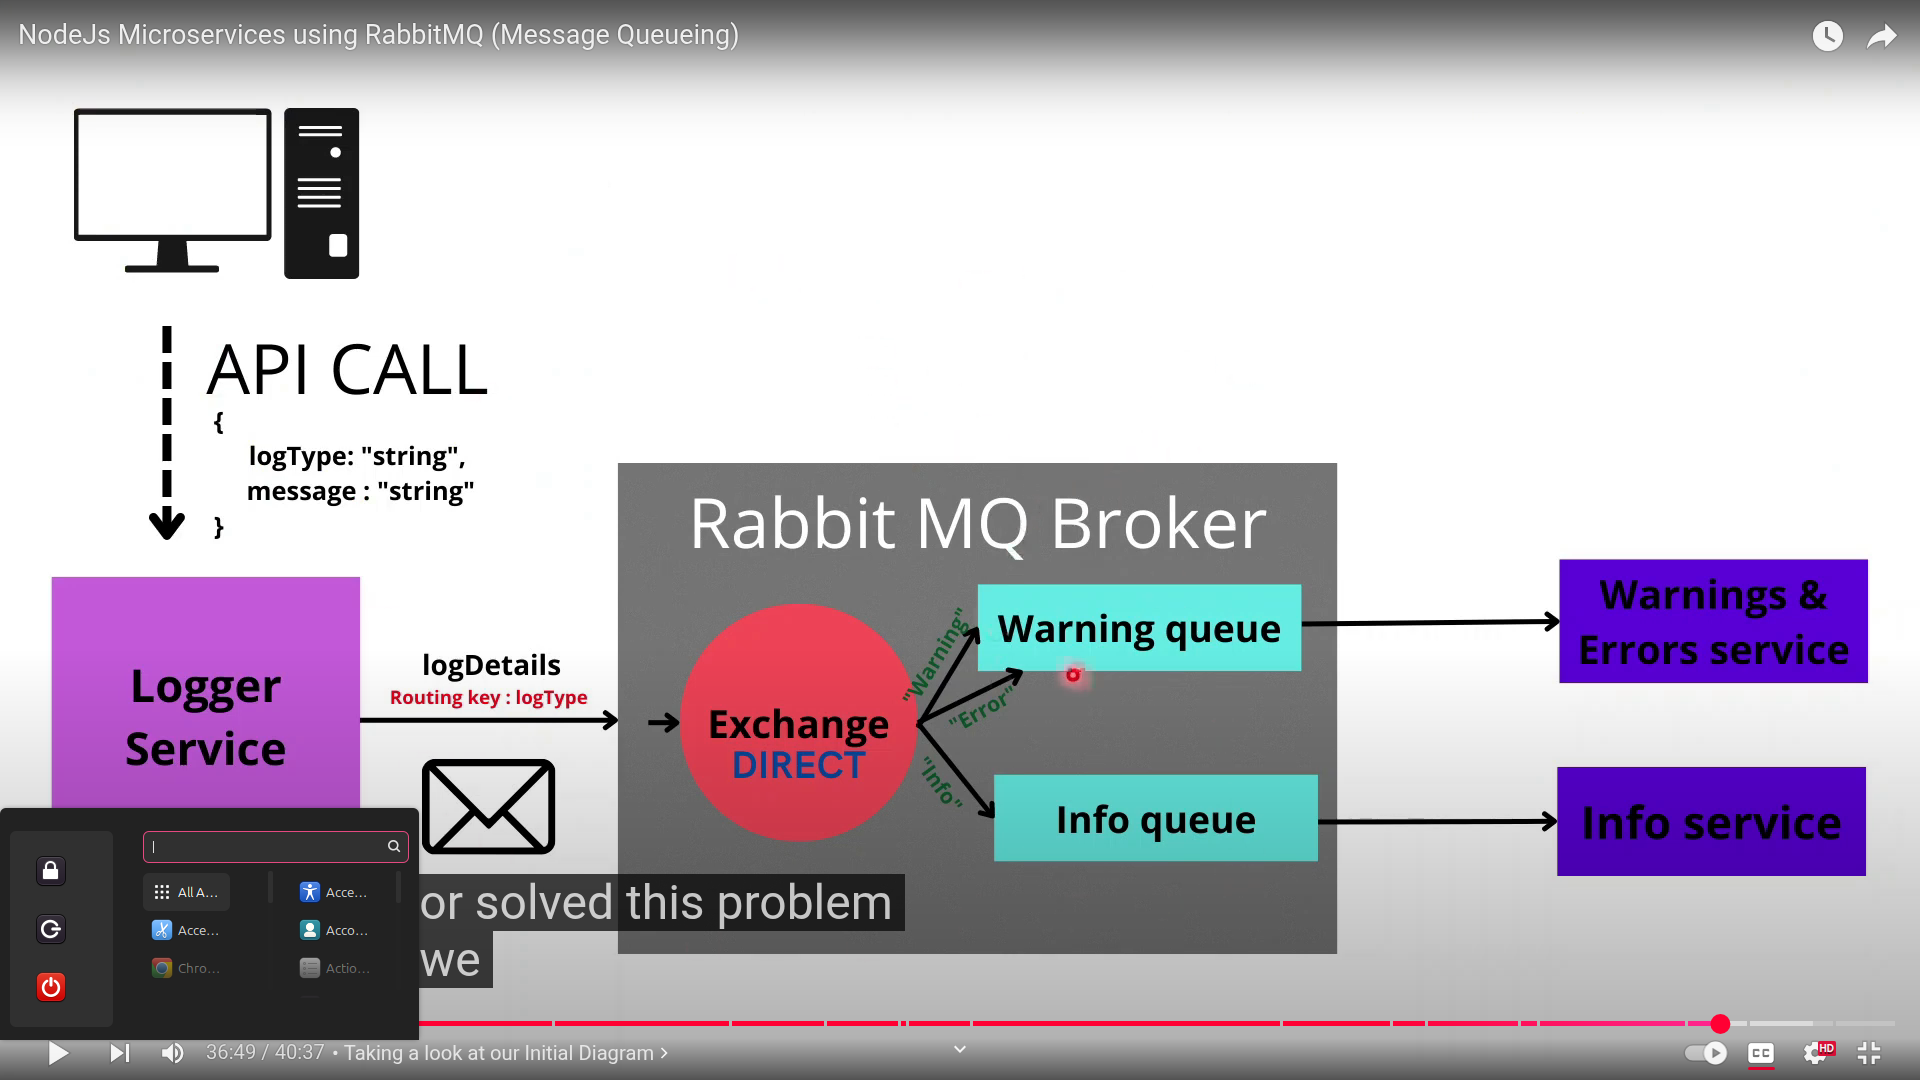 NodeJs Microservices using RabbitMQ (Message Queueing)
API CALL
{
logType: "string",
message : "string"
}
Rabbit MQ Broker
Logger
Service
logDetails
Routing key : logType
Exchange
DIRECT
"Warning"
"Error"
"Info"
Warning queue
Info queue
Warnings &
Errors service
Info service
All A...
Acce...
Acce...
Acco...
Chro...
Actio...
or solved this problem
we
36:49 / 40:37 • Taking a look at our Initial Diagram >
CC
HD